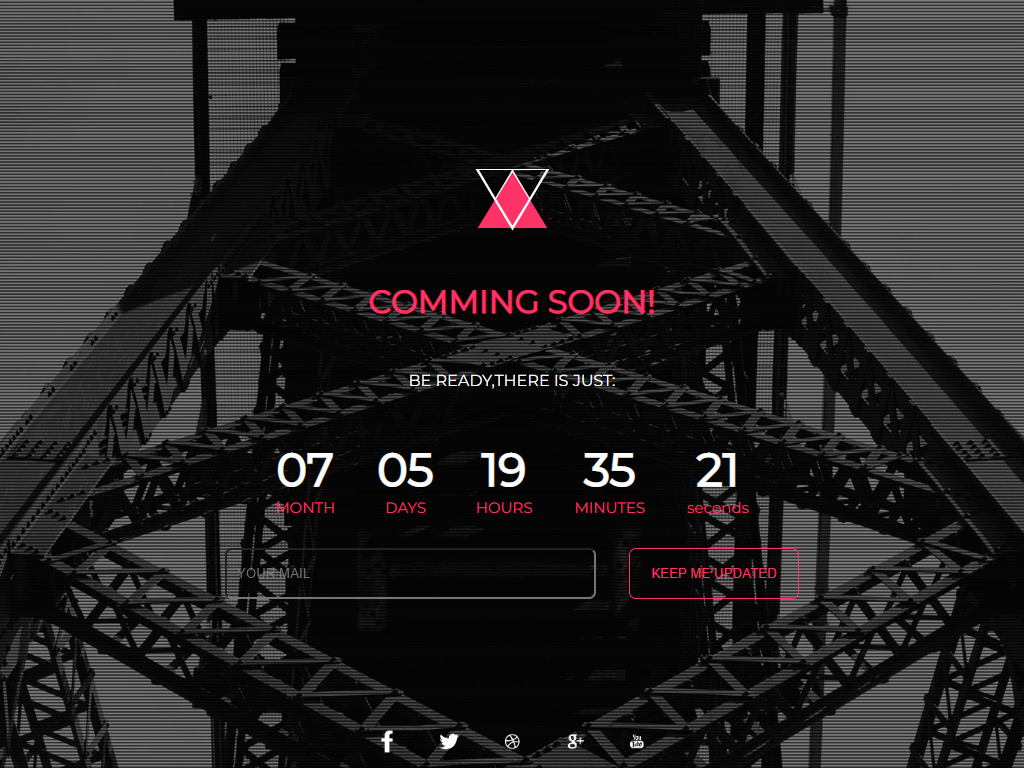 COMMING SOON!
BE READY,THERE IS JUST:
07 05 19 35 21
MONTH DAYS HOURS MINUTES seconds
YOUR MAIL KEEP ME UPDATED
You Tube